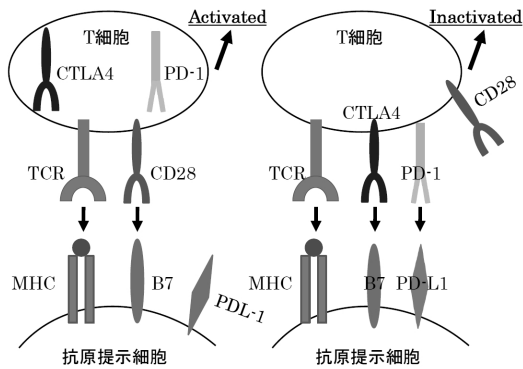 Activated
T細胞
CTLA4
PD-1
TCR
CD28
MHC
B7
PDL-1
抗原提示細胞
Inactivated
T細胞
CTLA4
CD28
TCR
PD-1
MHC
B7
PD-L1
抗原提示細胞